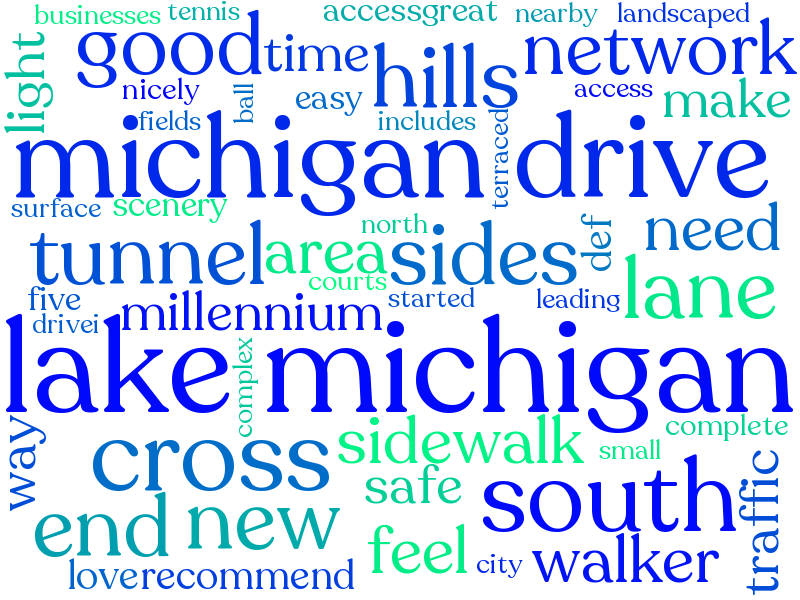 businesses tennis accessgreat nearby landscaped
light good time hills network
nicely ball easy access make
fields includes terraced
michigan drive
surface scenery north def need
tunnel area sides
courts lane
five millennium started leading
drivei
lake michigan
complex
way cross sidewalk complete
small
end new safe south traffic
feel walker
love recommend city